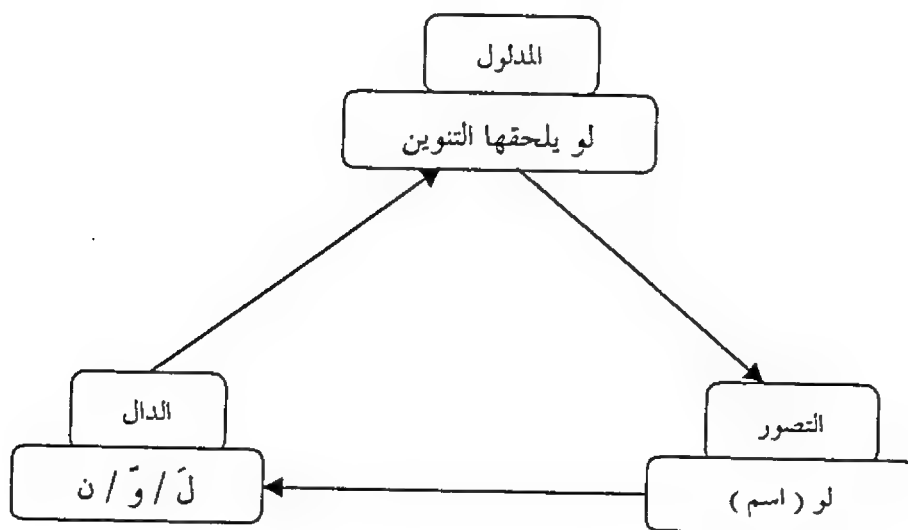 المدلول
لو يلحقها التنوين
التصور
لو ( اسم )
الدال
لَ / وّ / ن